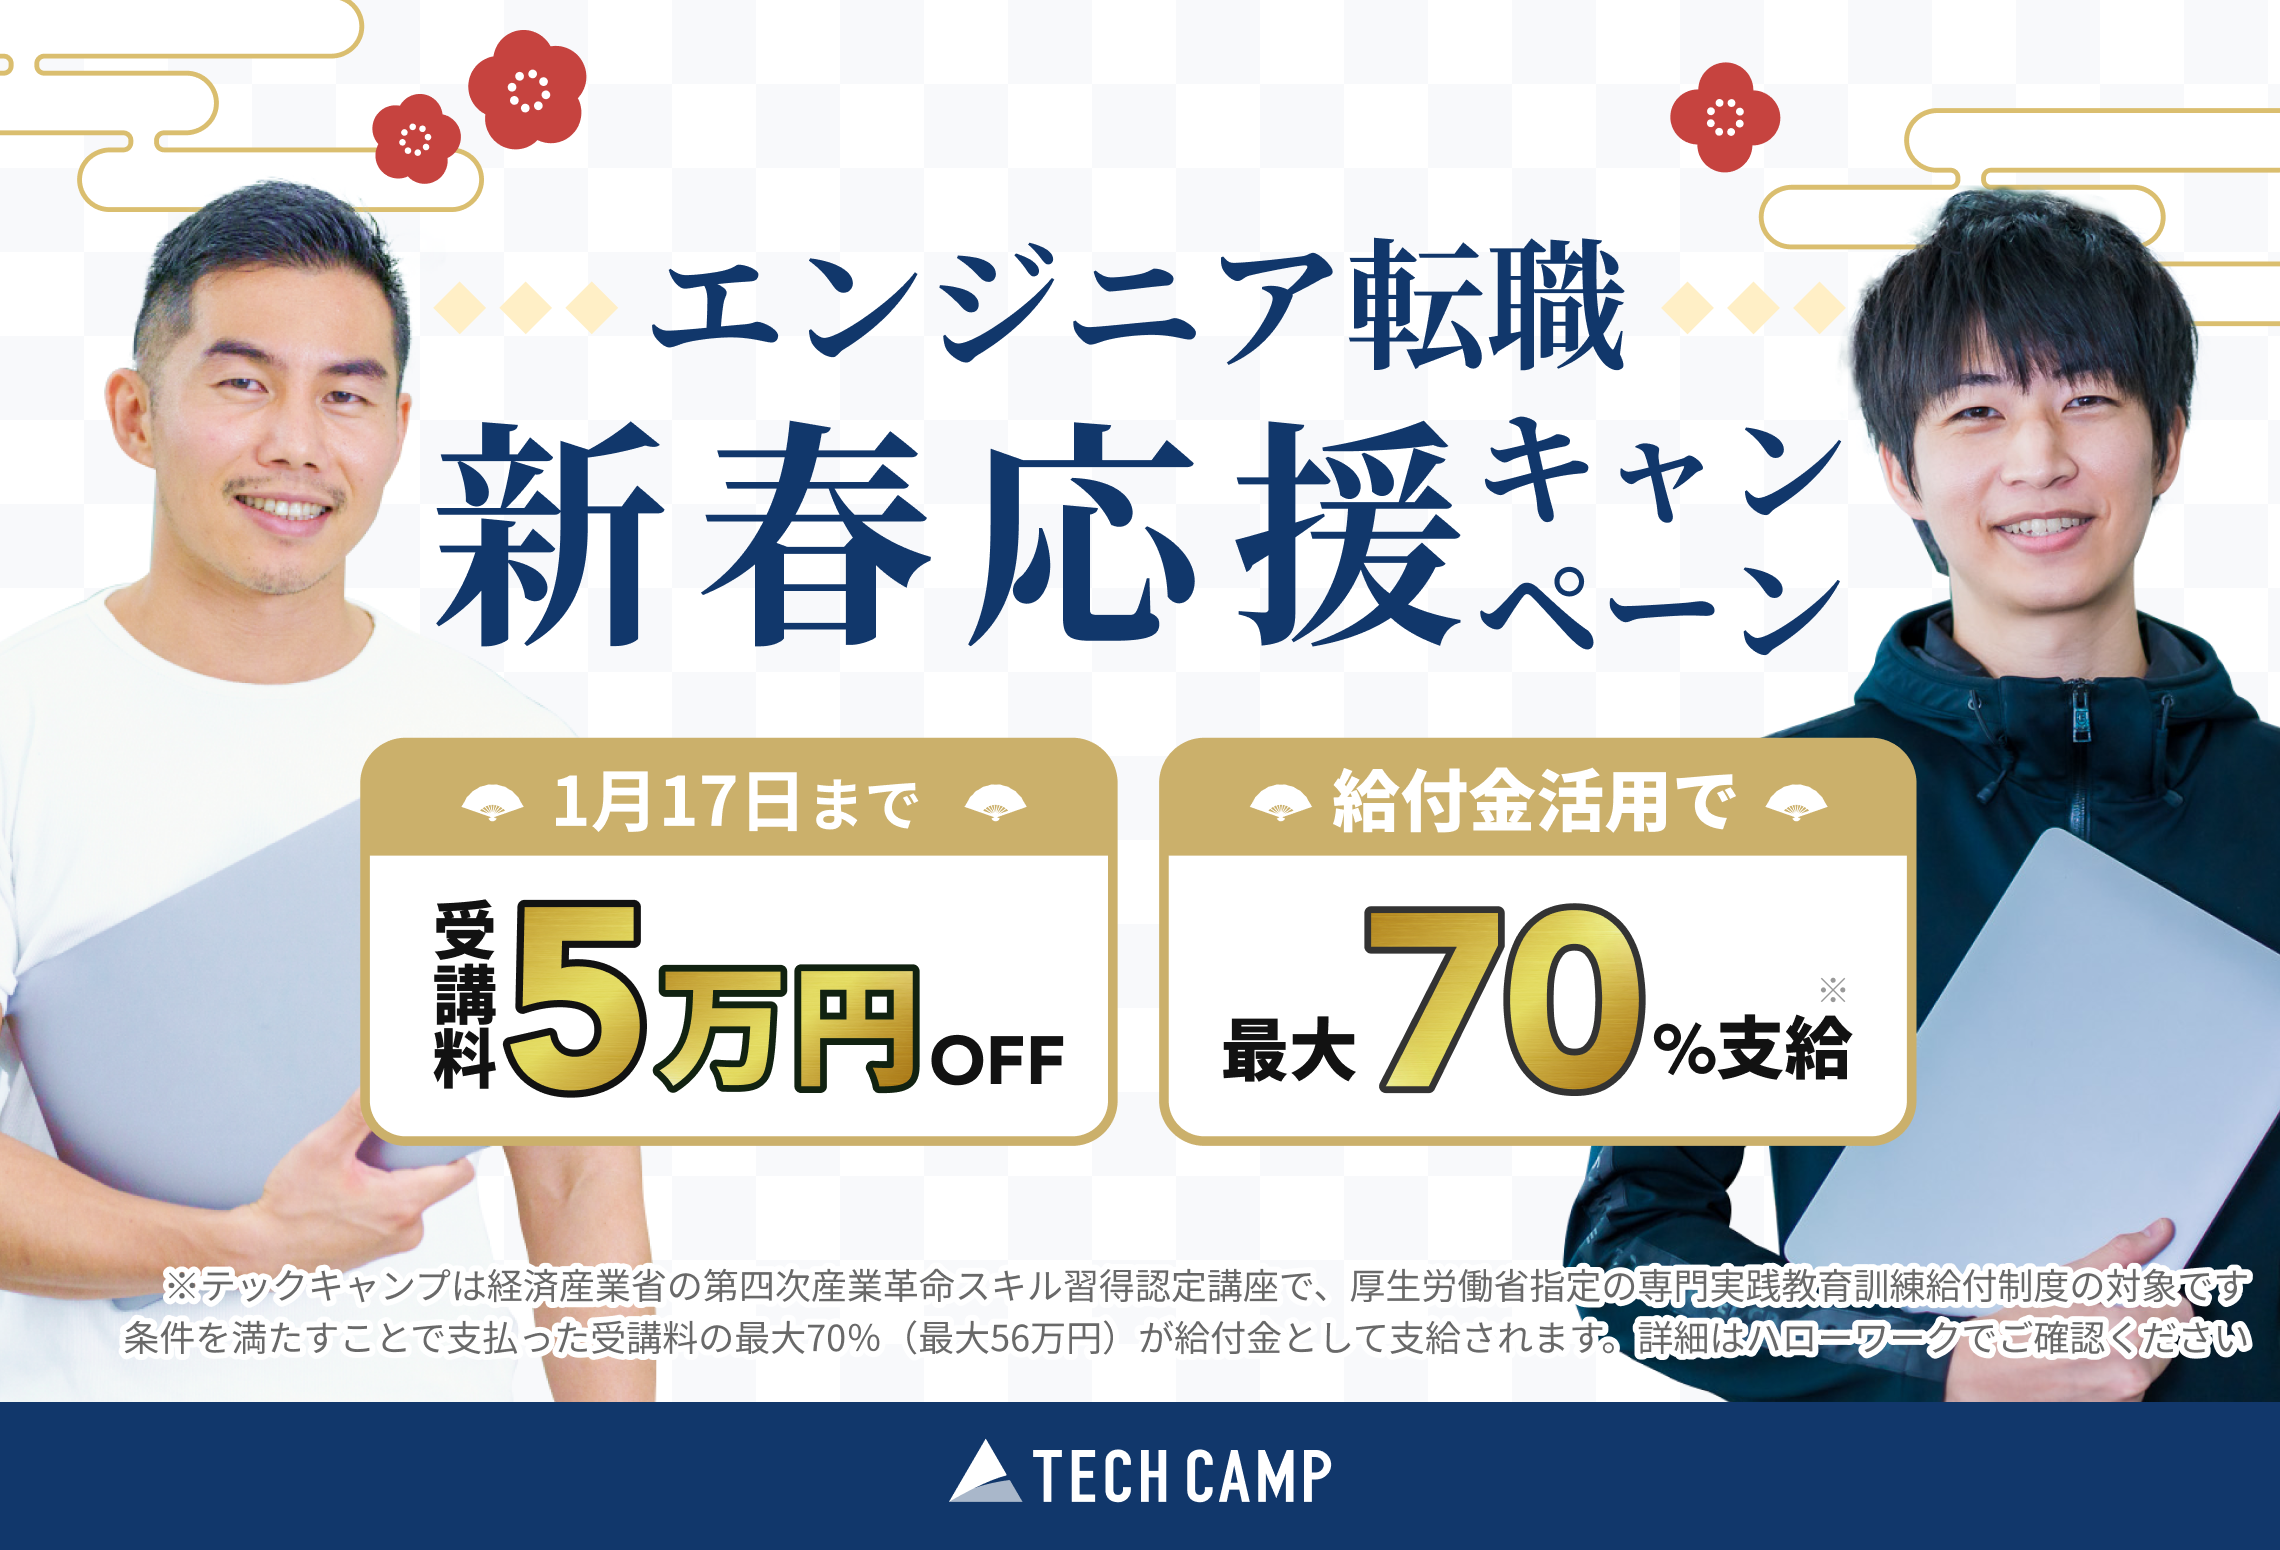 エンジニア転職
新春応援キャンペーン
1月17日まで
受講料5万円OFF
給付金活用で
最大70%支給※
※テックキャンプは経済産業省の第四次産業革命スキル習得認定講座で、厚生労働省指定の専門実践教育訓練給付制度の対象です
条件を満たすことで支払った受講料の最大70%（最大56万円）が給付金として支給されます。詳細はハローワークでご確認ください
TECH CAMP